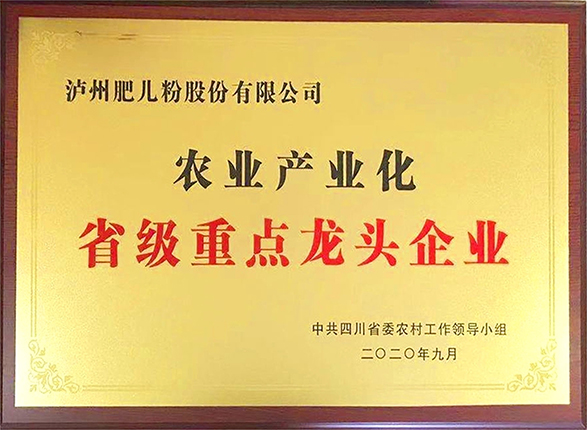 泸州肥儿粉股份有限公司
农业产业化
省级重点龙头企业
中共四川省委农村工作领导小组
二〇二〇年九月